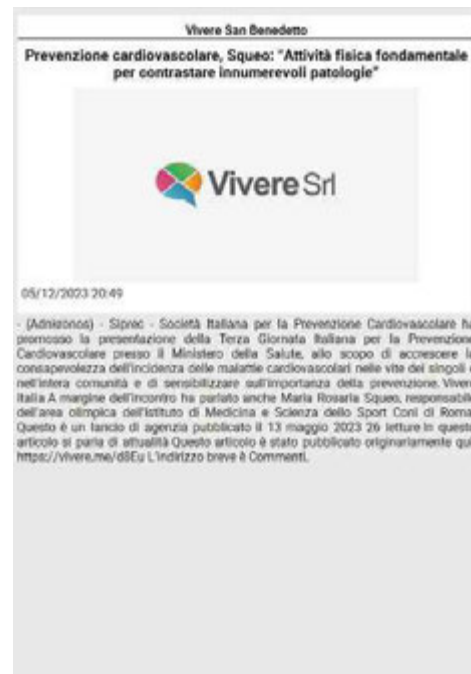 Vivere San Benedetto
Prevenzione cardiovascolare, Squeo: "Attività fisica fondamentale
per contrastare innumerevoli patologie"
Vivere Srl
05/12/2023 20:49
- (Adnkronos) - Siprec - Società Italiana per la Prevenzione Cardiovascolare ha
promosso la presentazione della Terza Giornata Italiana per la Prevenzione
Cardiovascolare presso il Ministero della Salute, allo scopo di accrescere la
consapevolezza dell'incidenza delle malattie cardiovascolari nelle vite dei singoli e
nell'intera comunità e di sensibilizzare sull'importanza della prevenzione. Vivere
Italia A margine dell'incontro ha parlato anche Maria Rosaria Squeo, responsabile
dell'area olimpica dell'Istituto di Medicina e Scienza dello Sport Coni di Roma.
Questo è un lancio di agenzia pubblicato il 13 maggio 2023 26 letture In questo
articolo si parla di attualità Questo articolo è stato pubblicato originariamente qui:
https://vivere.me/d8Eu L'indirizzo breve è Commenti.